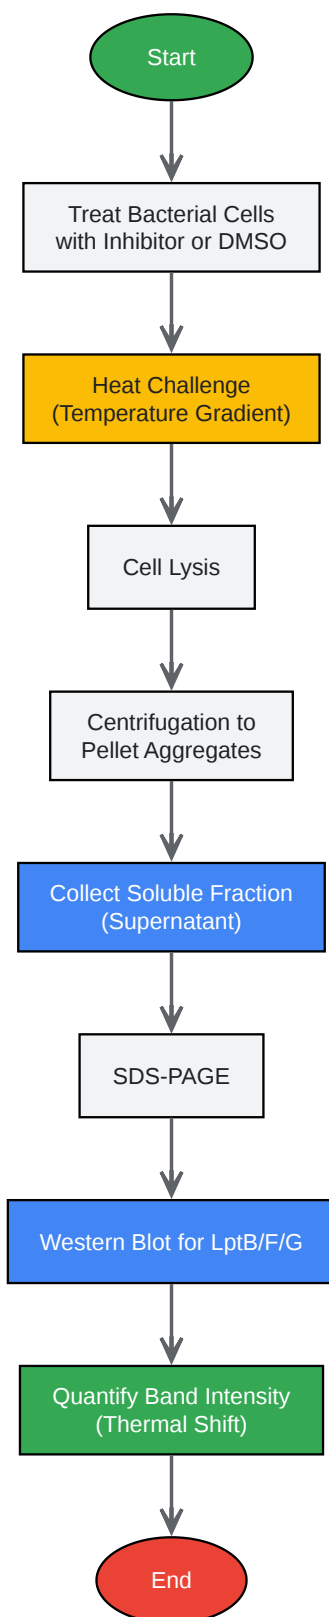 Start
Treat Bacterial Cells
with Inhibitor or DMSO
Heat Challenge
(Temperature Gradient)
Cell Lysis
Centrifugation to
Pellet Aggregates
Collect Soluble Fraction
(Supernatant)
SDS-PAGE
Western Blot for LptB/F/G
Quantify Band Intensity
(Thermal Shift)
End